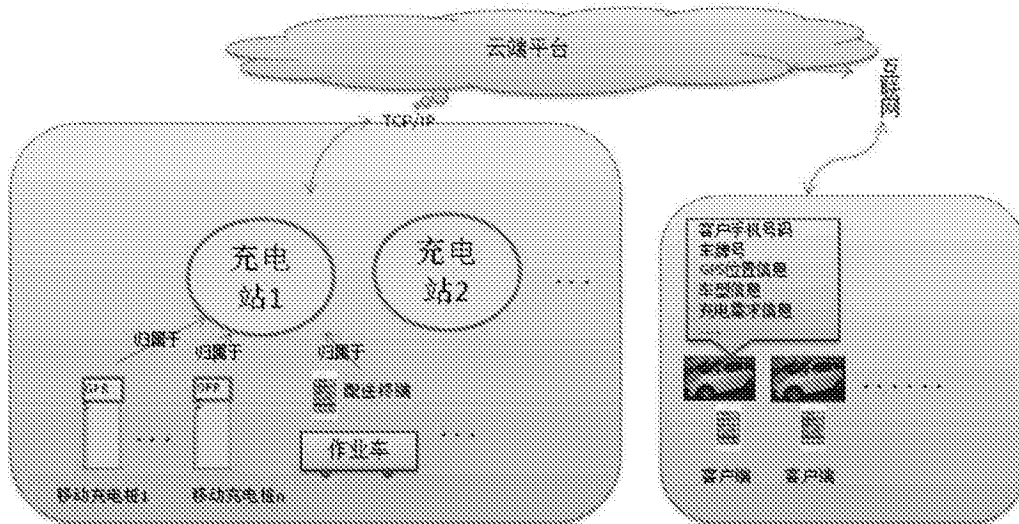 云端平台
TCP/IP
充电
站1
充电
站2
...
归属于
归属于
归属于
配送终端
...
作业车
...
移动充电桩1
移动充电桩n
客户手机号码
车牌号
GPS位置信息
车型信息
充电需求信息
......
客户端
客户端